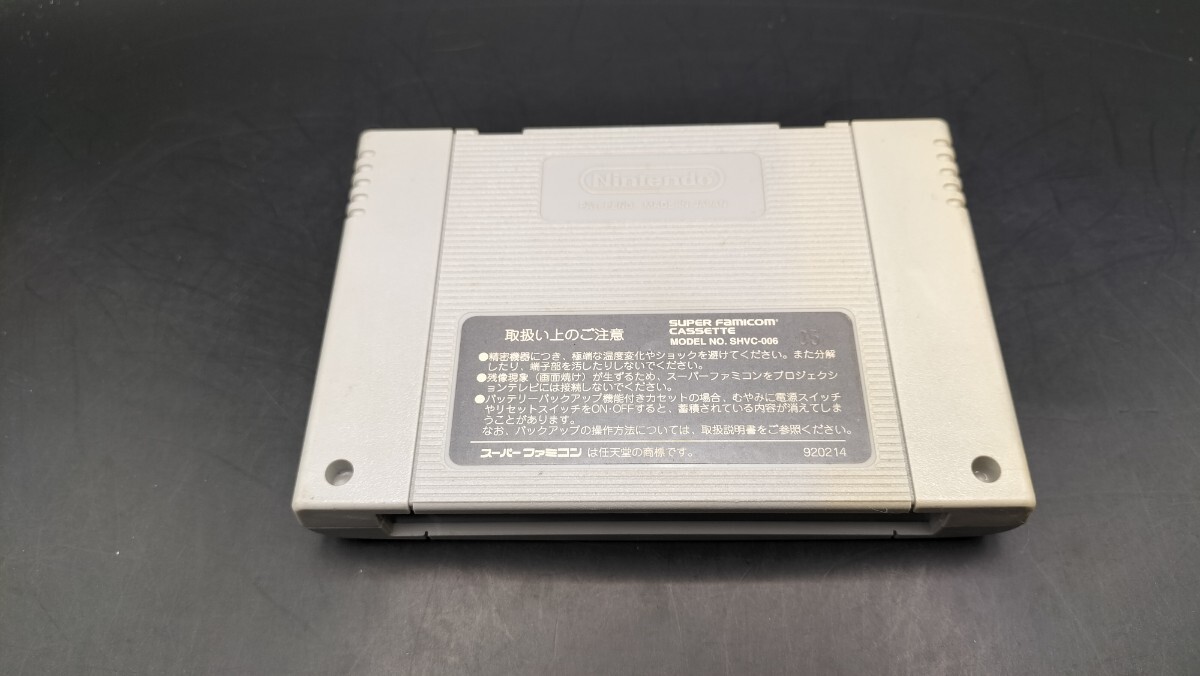 Nintendo
取扱い上のご注意
SUPER FAMICOM
CASSETTE
MODEL NO. SHVC-006
●精密機器につき、極端な温度変化やショックを避けてください。また分解
したり、端子部を汚したりしないでください。
●残像現象（画面焼け）が生ずるため、スーパーファミコンをプロジェクシ
ョンテレビには接続しないでください。
●バッテリーバックアップ機能付きカセットの場合、むやみに電源スイッチ
やリセットスイッチをON・OFFすると、蓄積されている内容が消えてしま
うことがあります。
なお、バックアップの操作方法については、取扱説明書をご参照ください。
スーパーファミコン は任天堂の商標です。
920214